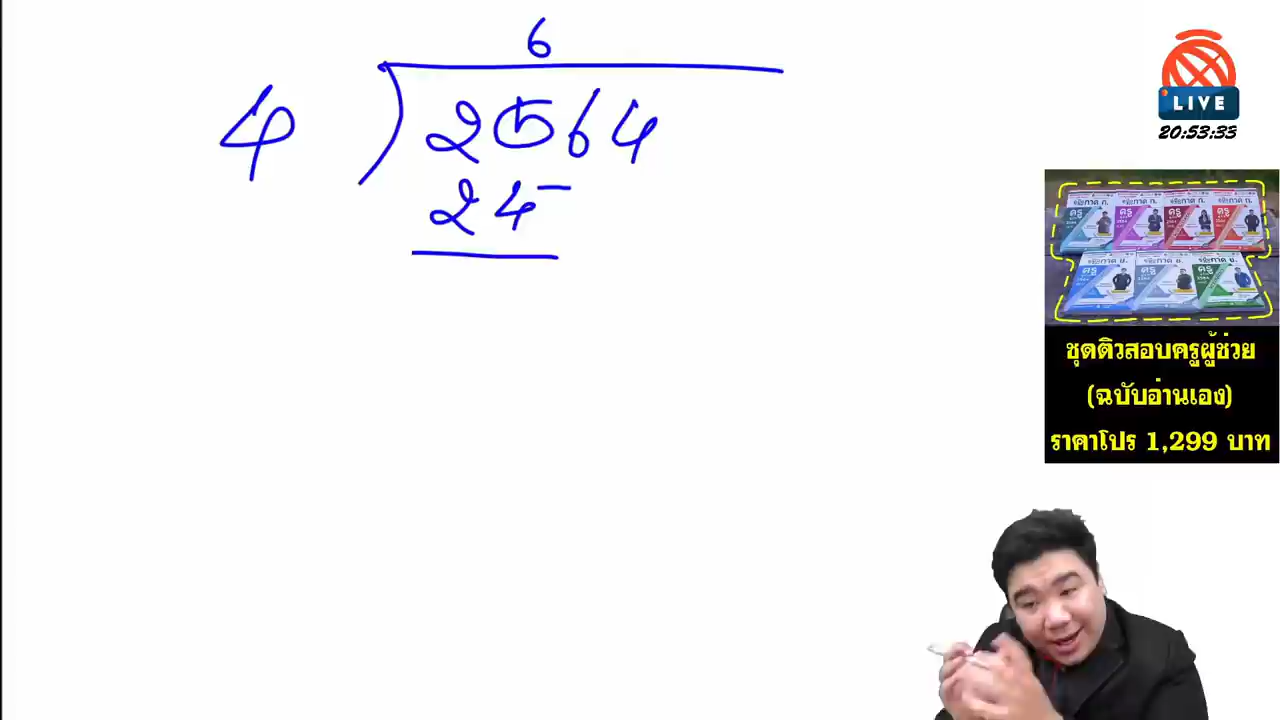 6
4 ) 2564
24 -
LIVE
20:53:33
ชุดติวสอบครูผู้ช่วย
(ฉบับอ่านเอง)
ราคาโปร 1,299 บาท